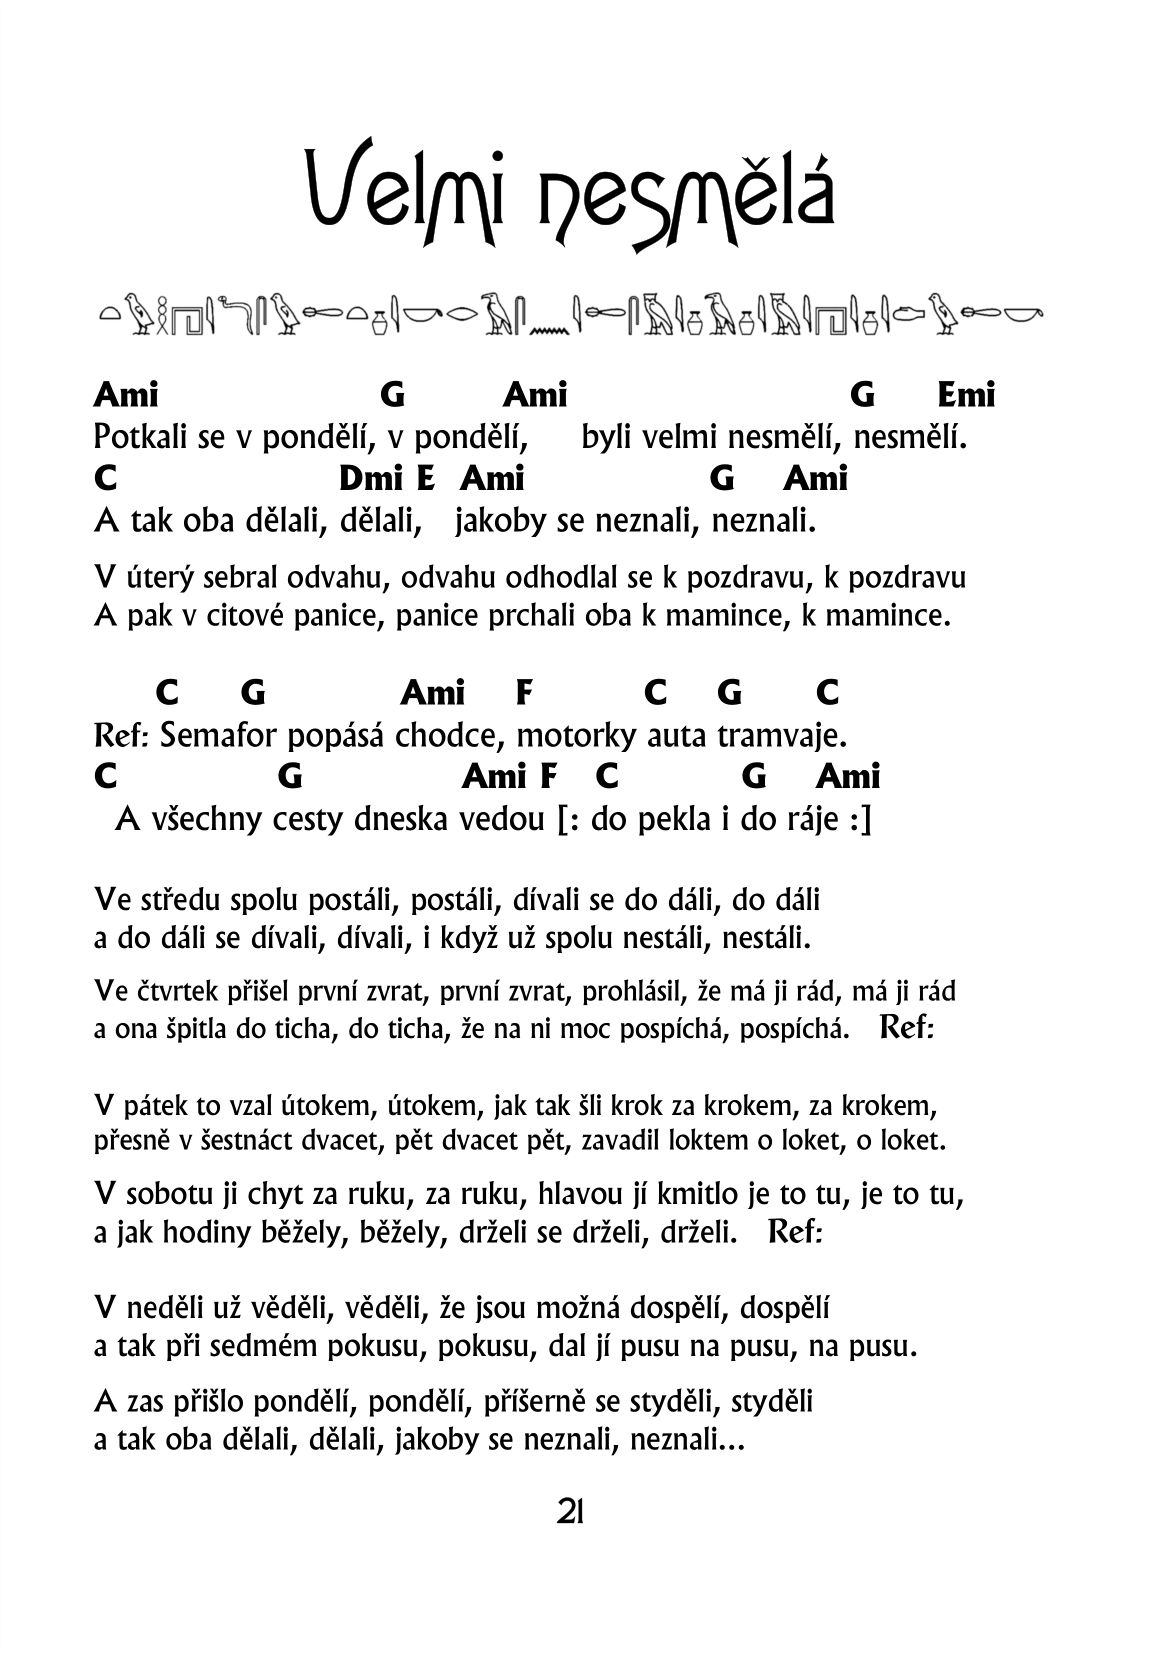 Velmi nesmělá
Ami G Ami G Emi
Potkali se v pondělí, v pondělí, byli velmi nesmělí, nesmělí.
C Dmi E Ami G Ami
A tak oba dělali, dělali, jakoby se neznali, neznali.
V úterý sebral odvahu, odvahu odhodlal se k pozdravu, k pozdravu
A pak v citové panice, panice prchali oba k mamince, k mamince.
C G Ami F C G C
Ref: Semafor popásá chodce, motorky auta tramvaje.
C G Ami F C G Ami
A všechny cesty dneska vedou [: do pekla i do ráje :]
Ve středu spolu postáli, postáli, dívali se do dáli, do dáli
a do dáli se dívali, dívali, i když už spolu nestáli, nestáli.
Ve čtvrtek přišel první zvrat, první zvrat, prohlásil, že má ji rád, má ji rád
a ona špitla do ticha, do ticha, že na ni moc pospíchá, pospíchá. Ref:
V pátek to vzal útokem, útokem, jak tak šli krok za krokem, za krokem,
přesně v šestnáct dvacet, pět dvacet pět, zavadil loktem o loket, o loket.
V sobotu ji chyt za ruku, za ruku, hlavou jí kmitlo je to tu, je to tu,
a jak hodiny běžely, běžely, drželi se drželi, drželi. Ref:
V neděli už věděli, věděli, že jsou možná dospělí, dospělí
a tak při sedmém pokusu, pokusu, dal jí pusu na pusu, na pusu.
A zas přišlo pondělí, pondělí, příšerně se styděli, styděli
a tak oba dělali, dělali, jakoby se neznali, neznali...
21